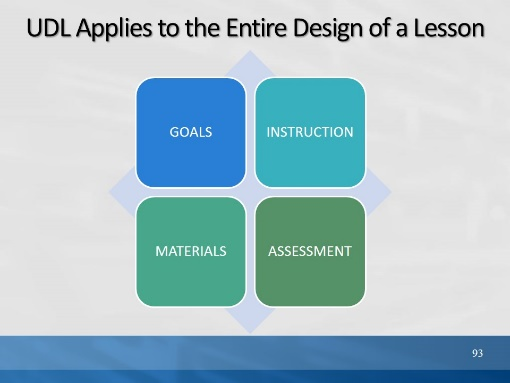 UDL Applies to the Entire Design of a Lesson
GOALS
INSTRUCTION
MATERIALS
ASSESSMENT
93